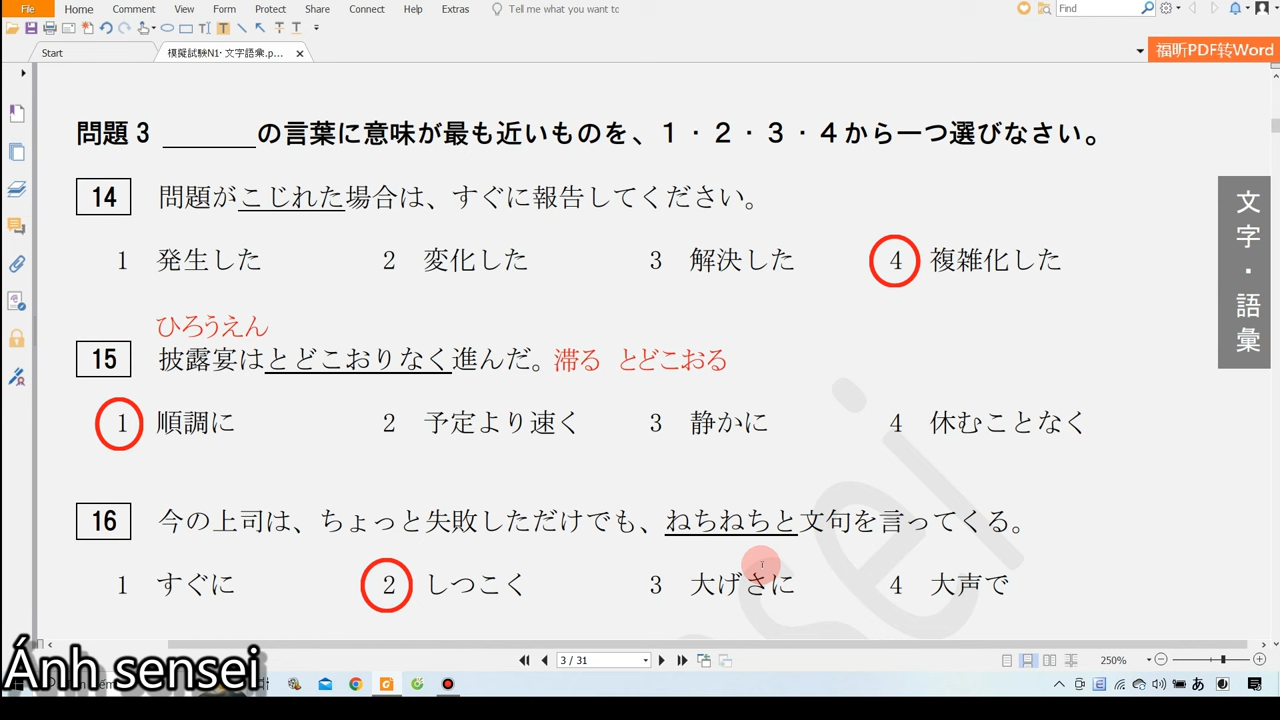 File Home Comment View Form Protect Share Connect Help Extras Tell me what you want to Find
Start 模擬試験N1· 文字語彙.p... 福昕PDF转Word
問題３ の言葉に意味が最も近いものを、１・２・３・４から一つ選びなさい。
14 問題がこじれた場合は、すぐに報告してください。
1 発生した 2 変化した 3 解決した 4 複雑化した
ひろうえん
15 披露宴はとどこおりなく進んだ。滞る とどこおる
1 順調に 2 予定より速く 3 静かに 4 休むことなく
16 今の上司は、ちょっと失敗しただけでも、ねちねちと文句を言ってくる。
1 すぐに 2 しつこく 3 大げさに 4 大声で
文字・語彙
sei
3 / 31 250%
Ánh sensei
あ